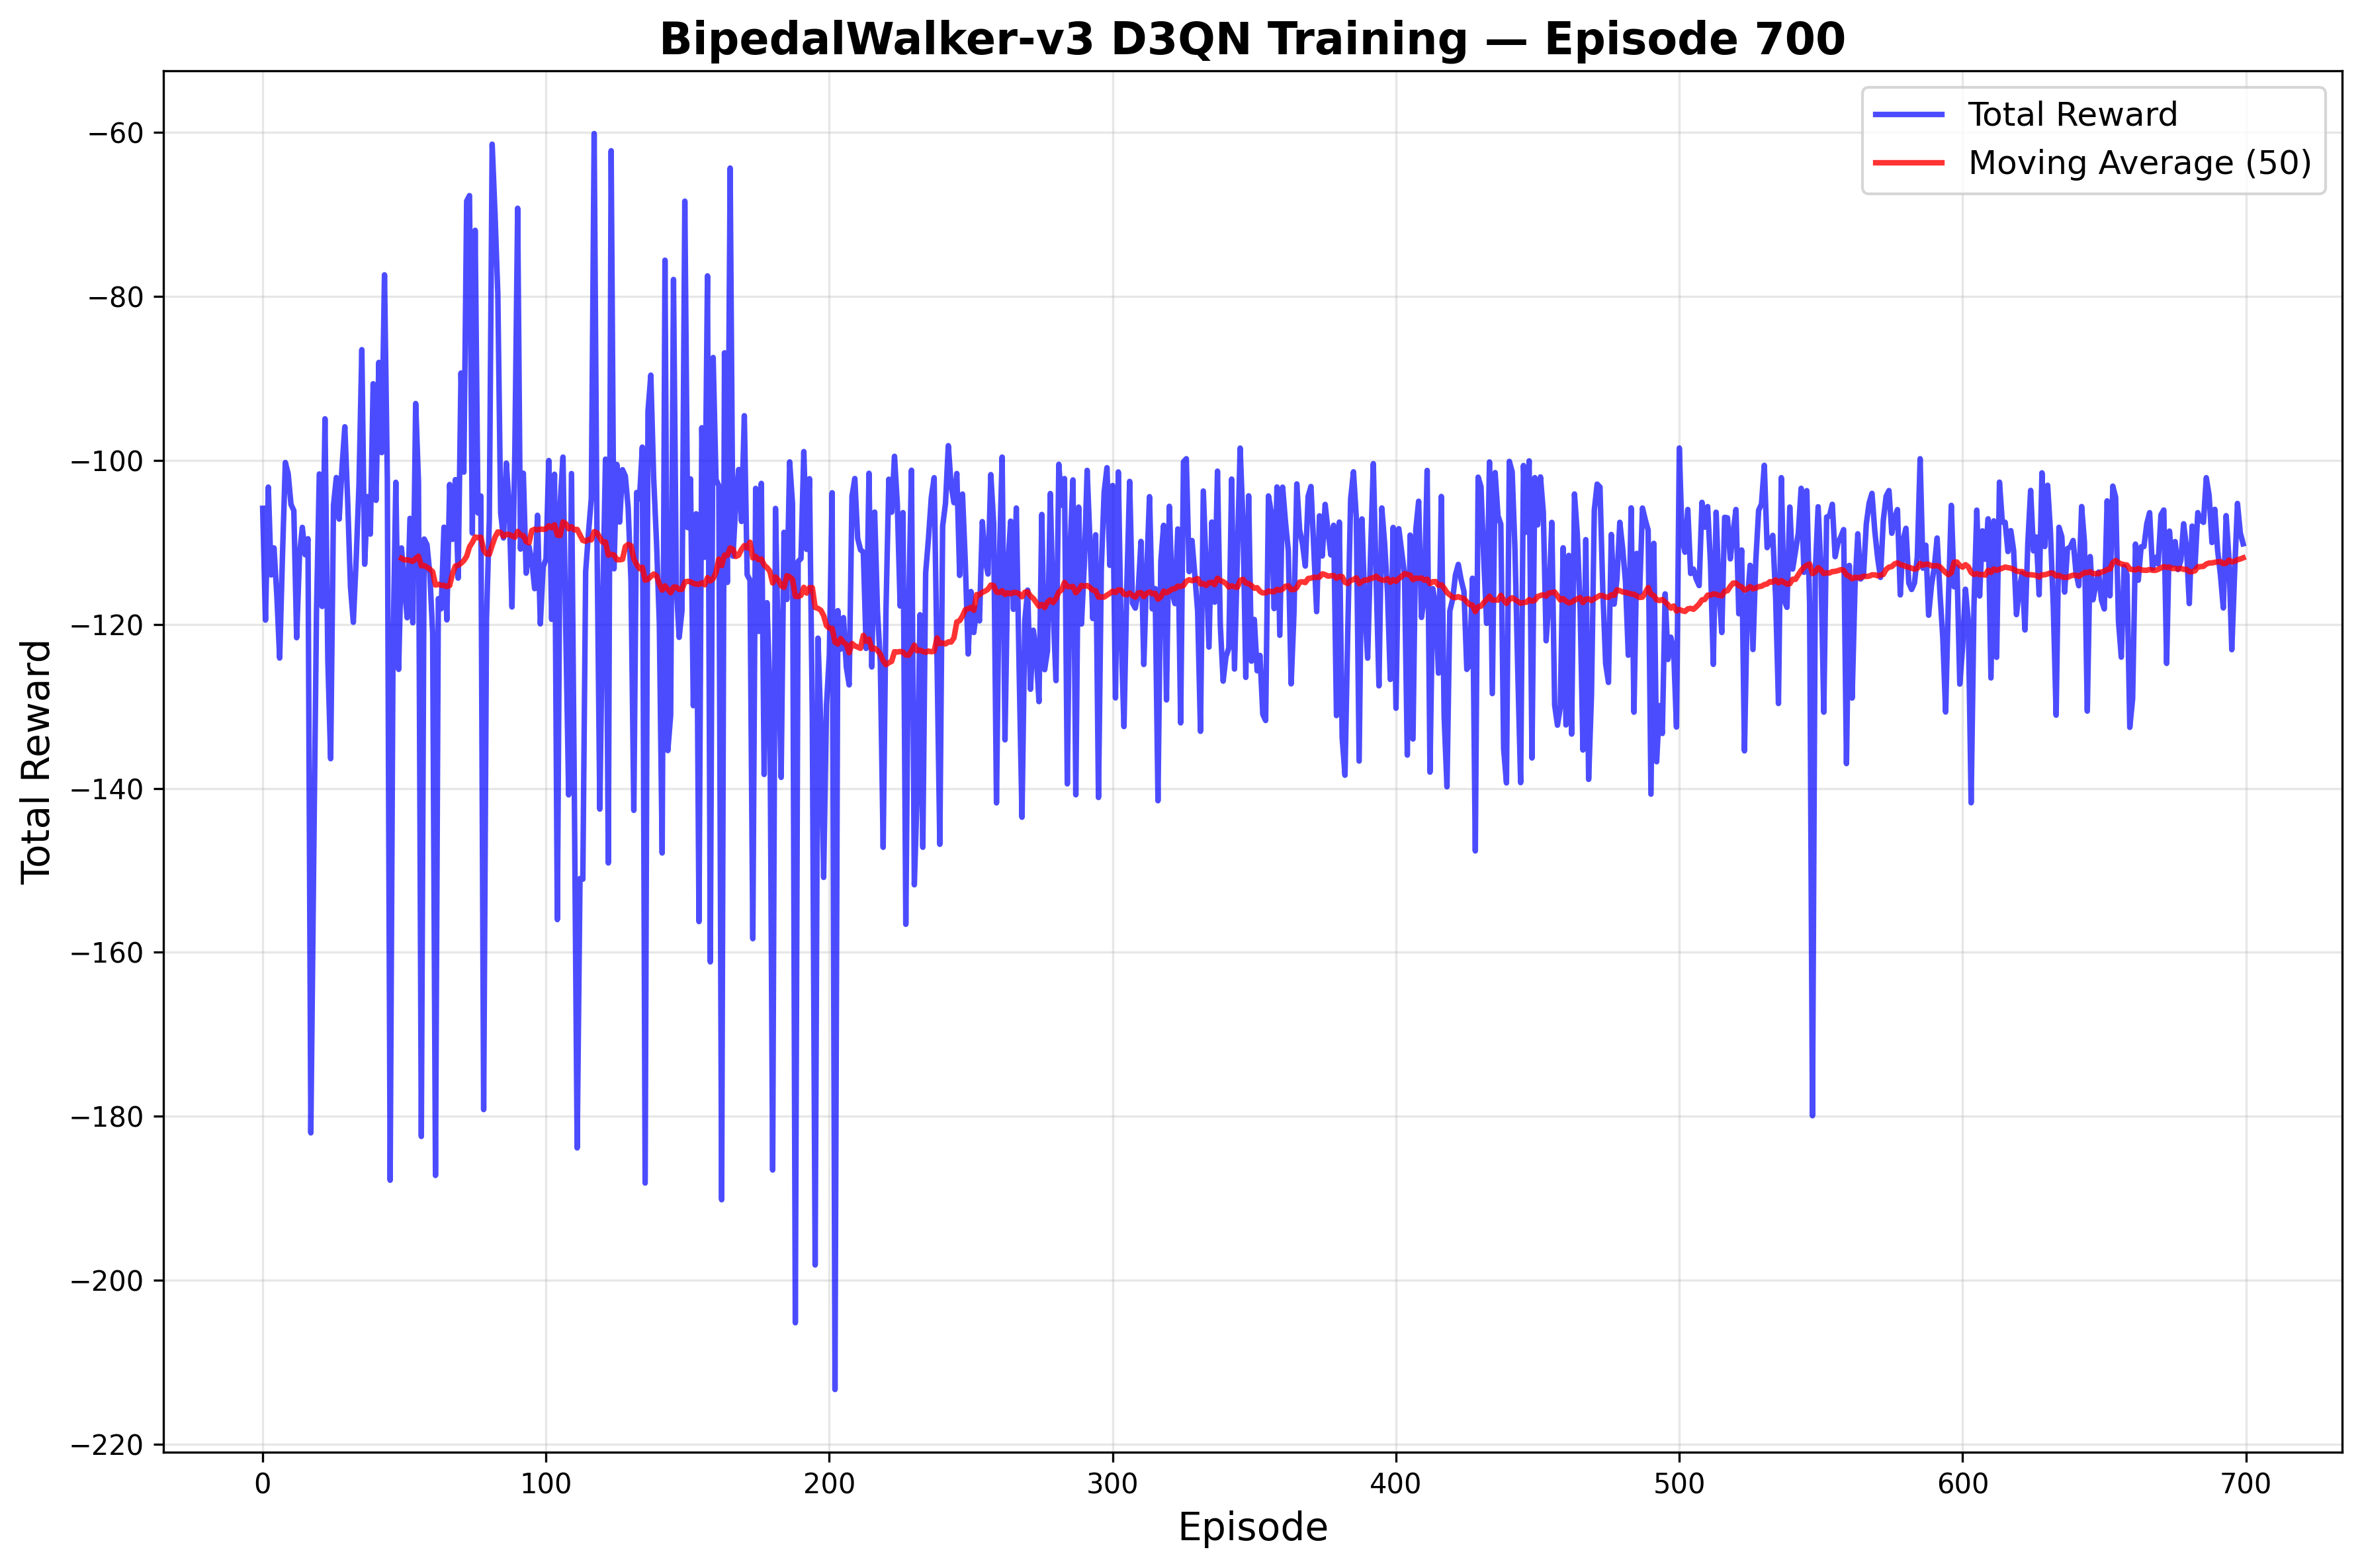 BipedalWalker-v3 D3QN Training — Episode 700
Total Reward
Moving Average (50)
−60
−80
−100
−120
−140
−160
−180
−200
−220
Total Reward
0 100 200 300 400 500 600 700
Episode